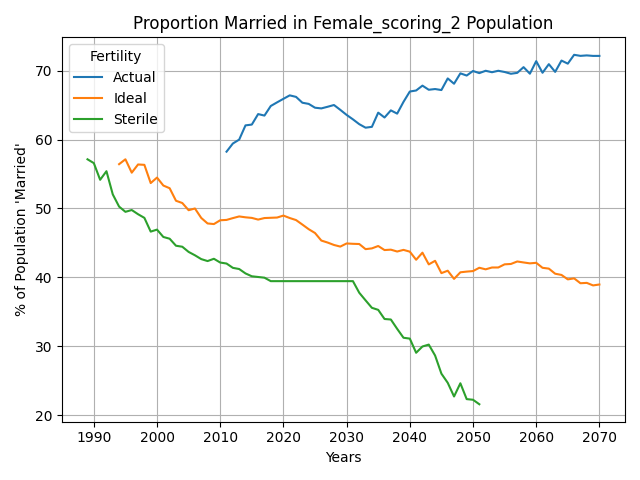 Proportion Married in Female_scoring_2 Population
Fertility
Actual
Ideal
Sterile
% of Population 'Married'
70
60
50
40
30
20
1990 2000 2010 2020 2030 2040 2050 2060 2070
Years